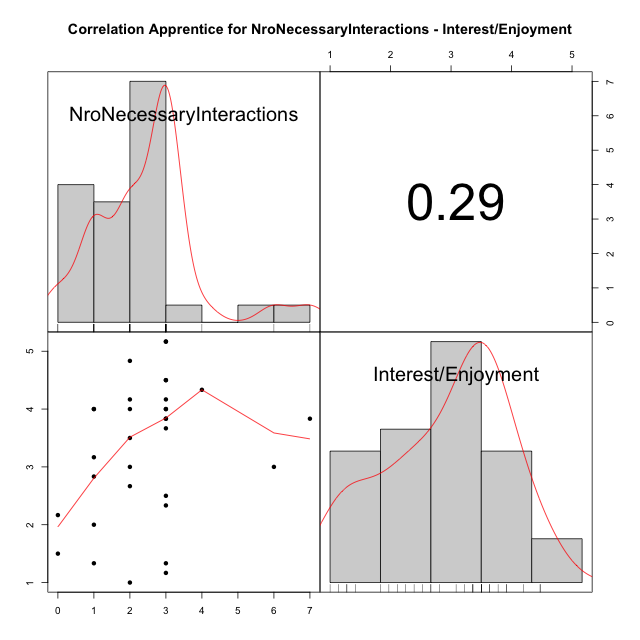 Correlation Apprentice for NroNecessaryInteractions - Interest/Enjoyment
1 2 3 4 5
NroNecessaryInteractions
0.29
0 1 2 3 4 5 6 7
1 2 3 4 5
Interest/Enjoyment
0 1 2 3 4 5 6 7